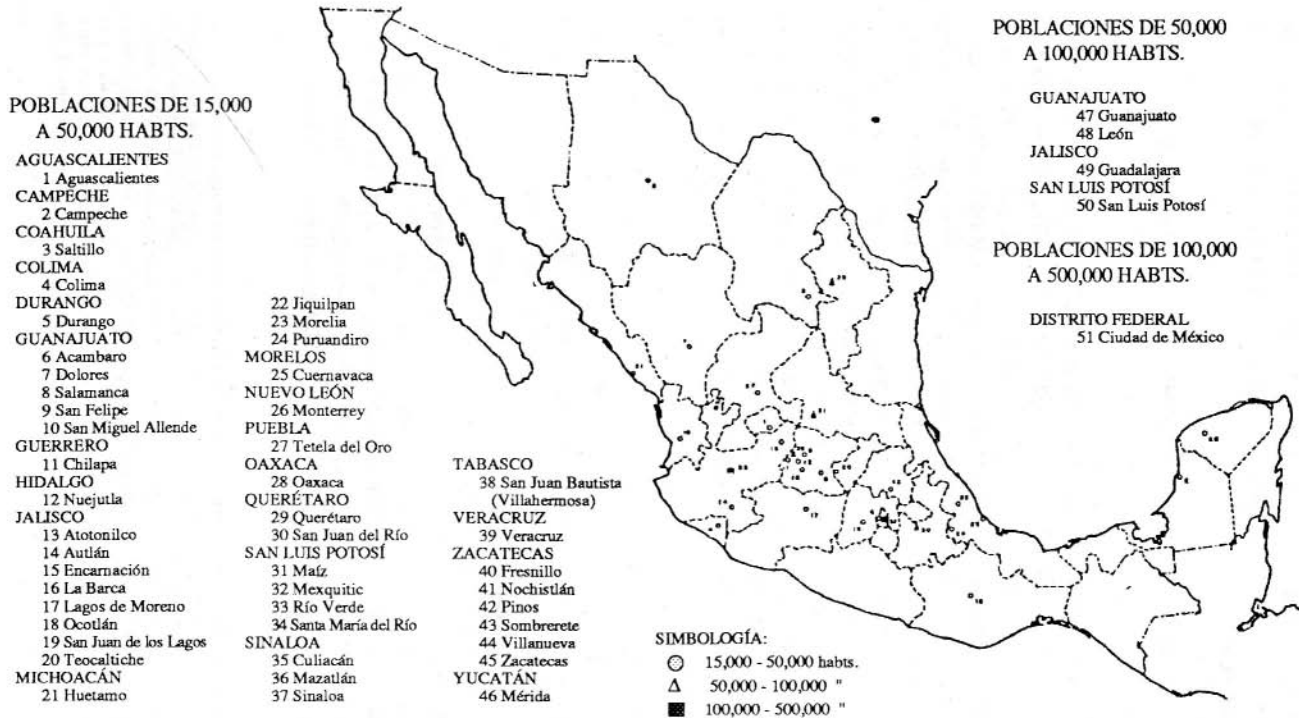 POBLACIONES DE 15,000
A 50,000 HABTS.
AGUASCALIENTES
1 Aguascalientes
CAMPECHE
2 Campeche
COAHUILA
3 Saltillo
COLIMA
4 Colima
DURANGO
5 Durango
GUANAJUATO
6 Acambaro
7 Dolores
8 Salamanca
9 San Felipe
10 San Miguel Allende
GUERRERO
11 Chilapa
HIDALGO
12 Nuejutla
JALISCO
13 Atotonilco
14 Autlán
15 Encarnación
16 La Barca
17 Lagos de Moreno
18 Ocotlán
19 San Juan de los Lagos
20 Teocaltiche
MICHOACÁN
21 Huetamo
22 Jiquilpan
23 Morelia
24 Puruandiro
MORELOS
25 Cuernavaca
NUEVO LEÓN
26 Monterrey
PUEBLA
27 Tetela del Oro
OAXACA
28 Oaxaca
QUERÉTARO
29 Querétaro
30 San Juan del Río
SAN LUIS POTOSÍ
31 Maíz
32 Mexquitic
33 Río Verde
34 Santa María del Río
SINALOA
35 Culiacán
36 Mazatlán
37 Sinaloa
TABASCO
38 San Juan Bautista
(Villahermosa)
VERACRUZ
39 Veracruz
ZACATECAS
40 Fresnillo
41 Nochistlán
42 Pinos
43 Sombrerete
44 Villanueva
45 Zacatecas
YUCATÁN
46 Mérida
POBLACIONES DE 50,000
A 100,000 HABTS.
GUANAJUATO
47 Guanajuato
48 León
JALISCO
49 Guadalajara
SAN LUIS POTOSÍ
50 San Luis Potosí
POBLACIONES DE 100,000
A 500,000 HABTS.
DISTRITO FEDERAL
51 Ciudad de México
SIMBOLOGÍA:
15,000 - 50,000 habts.
50,000 - 100,000 "
100,000 - 500,000 "